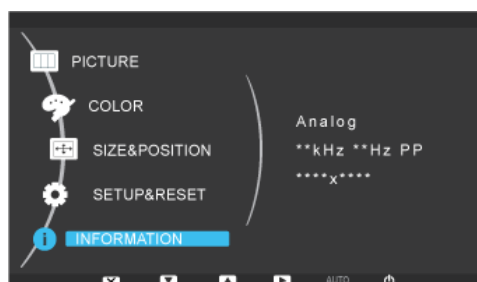 PICTURE
COLOR
SIZE&POSITION
SETUP&RESET
INFORMATION
Analog
**kHz **Hz PP
****x****
AUTO